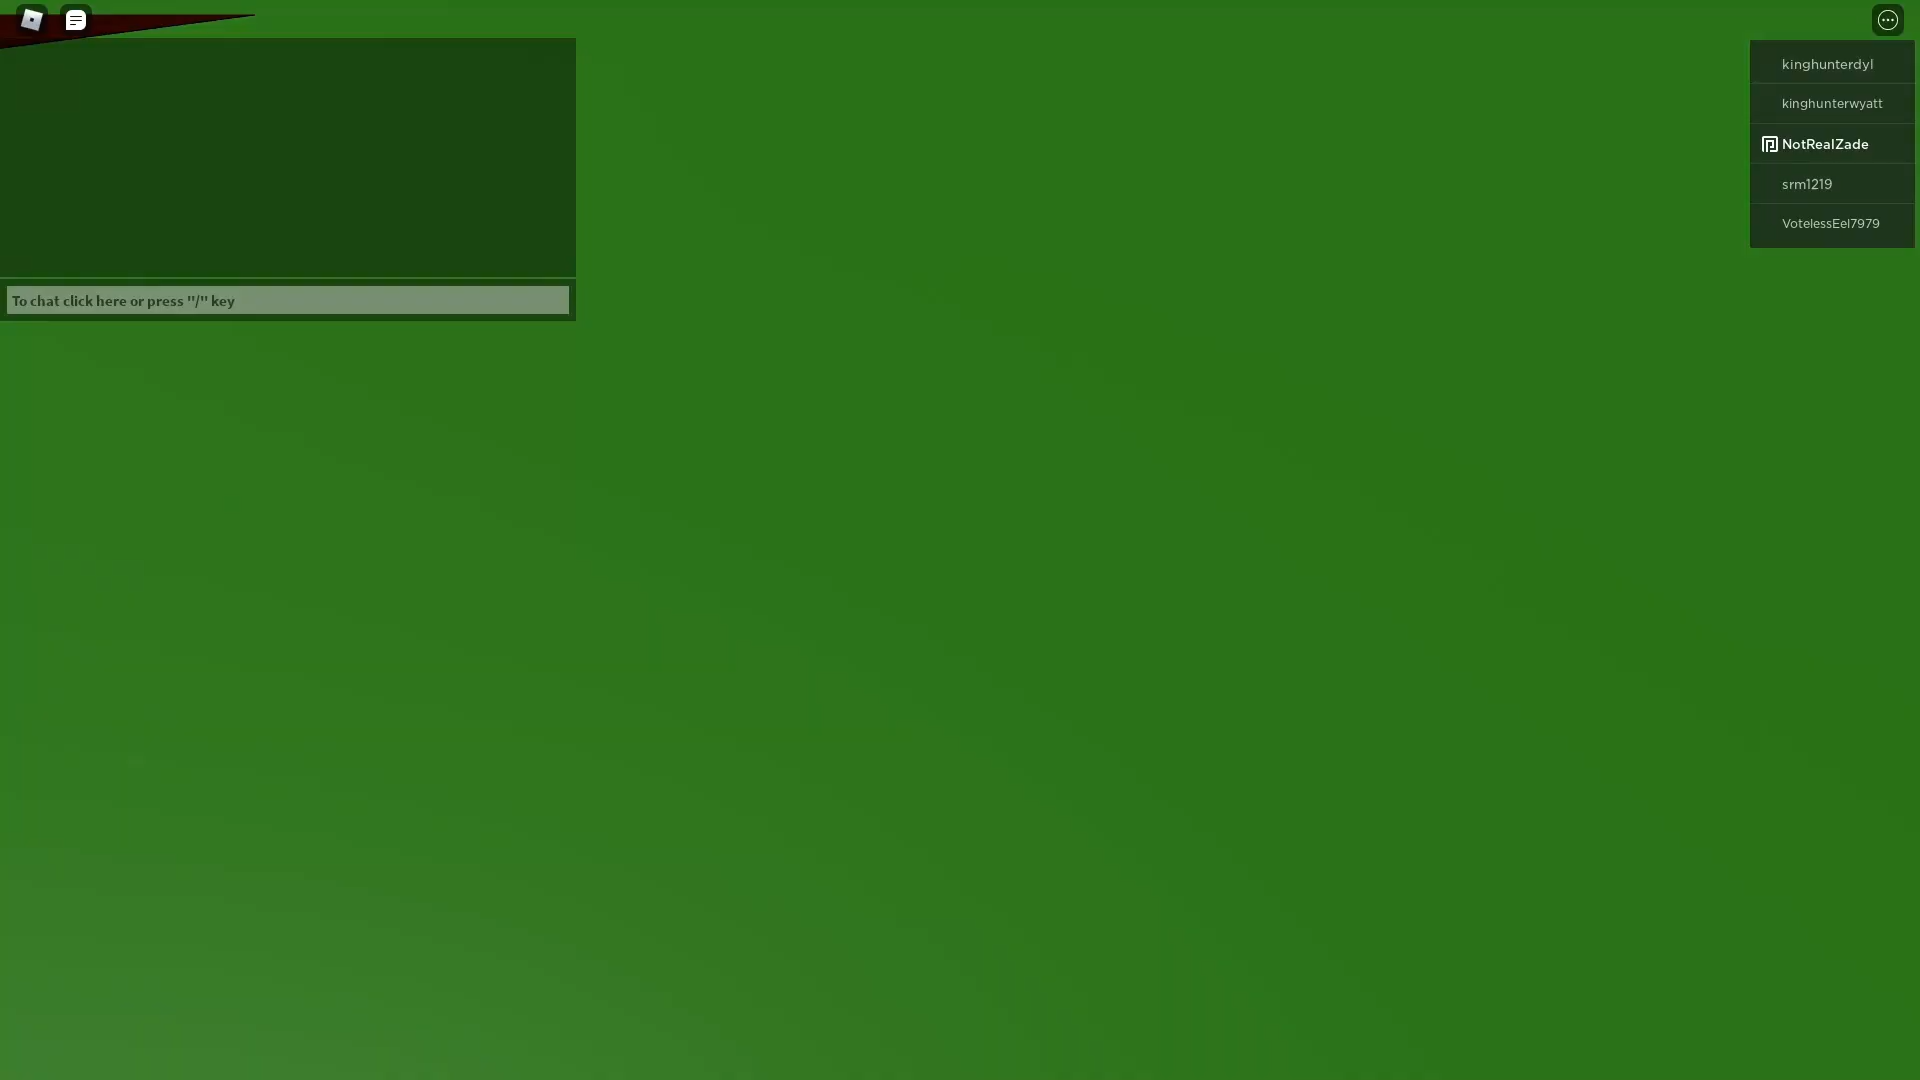 kinghunterdyl
kinghunterwyatt
NotRealZade
srm1219
VotelessEel7979
To chat click here or press "/" key